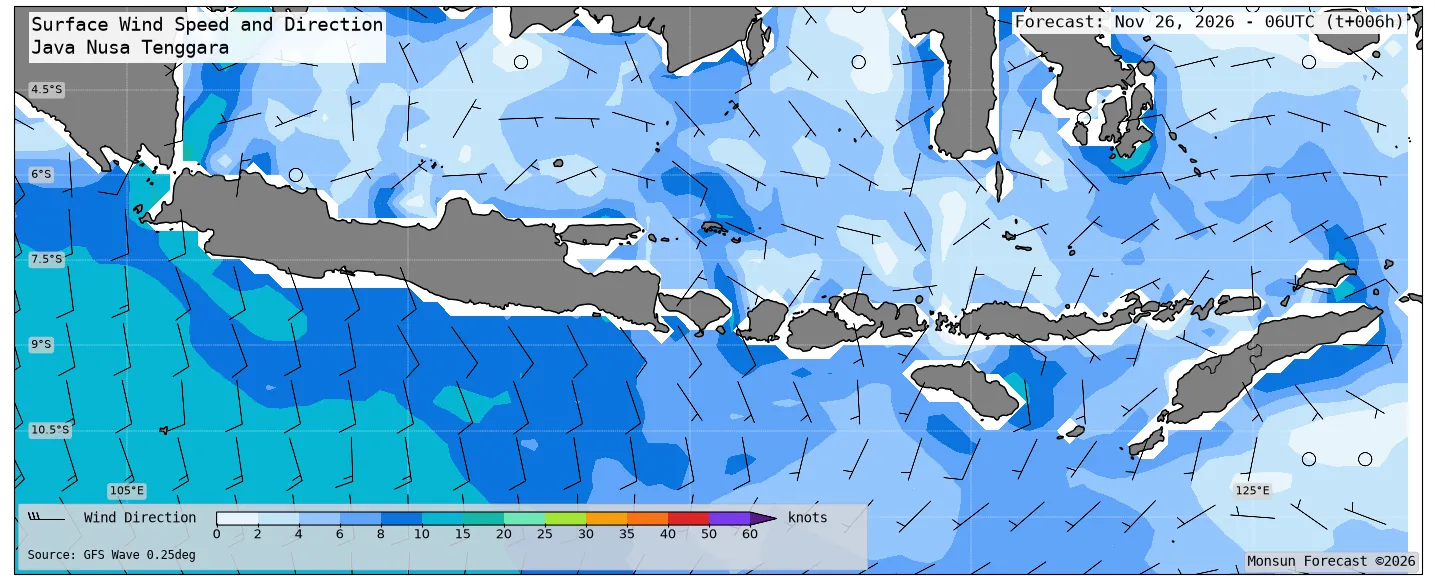 Surface Wind Speed and Direction
Java Nusa Tenggara
Forecast: Nov 26, 2026 - 06UTC (t+006h)
4.5°S
6°S
7.5°S
9°S
10.5°S
105°E
125°E
Wind Direction
0 2 4 6 8 10 15 20 25 30 35 40 50 60
knots
Source: GFS Wave 0.25deg
Monsun Forecast ©2026